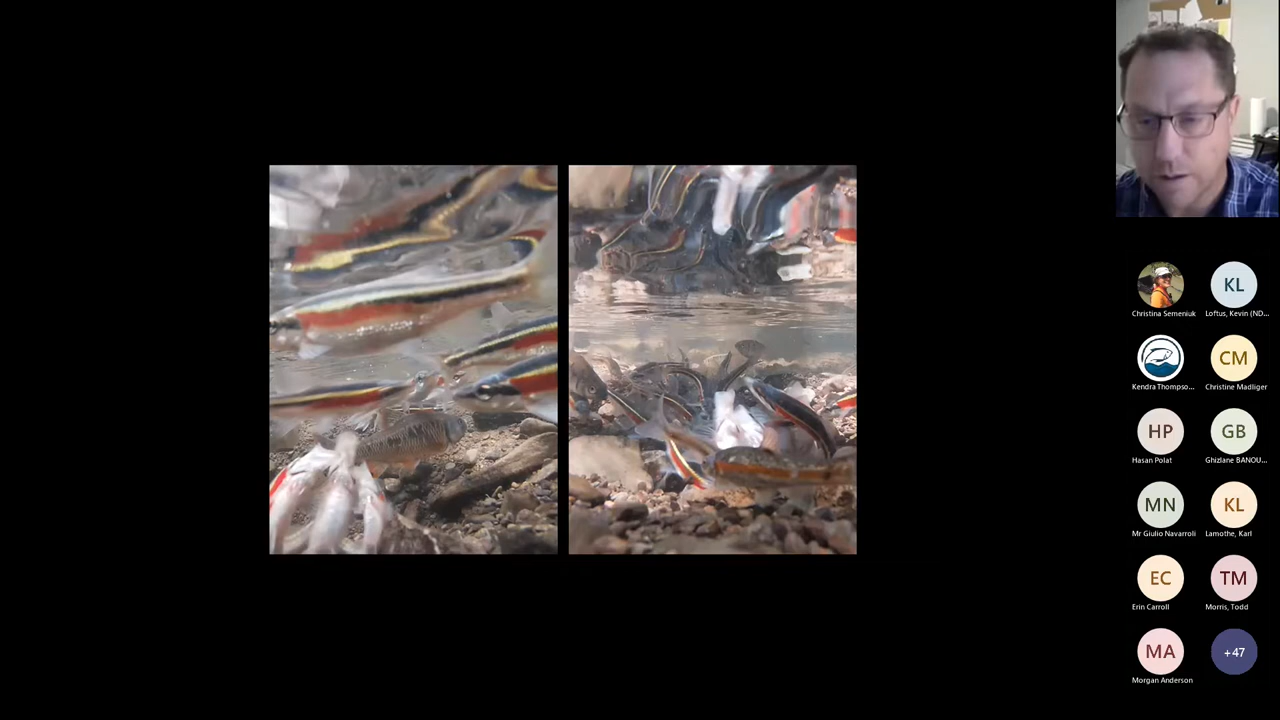 Christina Semeniuk
KL
Loftus, Kevin (ND...
Kendra Thompso...
CM
Christine Madliger
HP
Hasan Polat
GB
Ghizlane BANOU...
MN
Mr Giulio Navarroli
KL
Lamothe, Karl
EC
Erin Carroll
TM
Morris, Todd
MA
Morgan Anderson
+47